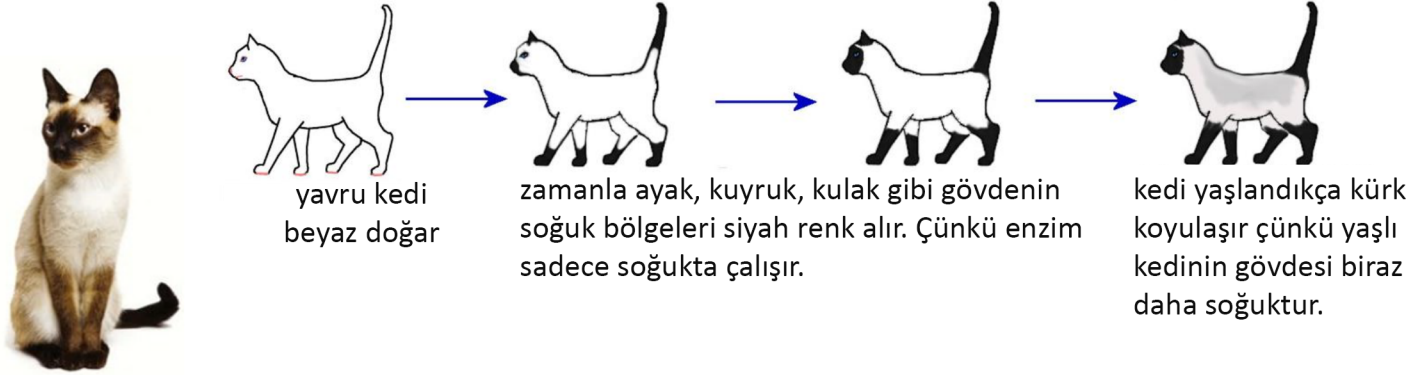 yavru kedi
beyaz doğar
zamanla ayak, kuyruk, kulak gibi gövdenin
soğuk bölgeleri siyah renk alır. Çünkü enzim
sadece soğukta çalışır.
kedi yaşlandıkça kürk
koyulaşır çünkü yaşlı
kedinin gövdesi biraz
daha soğuktur.